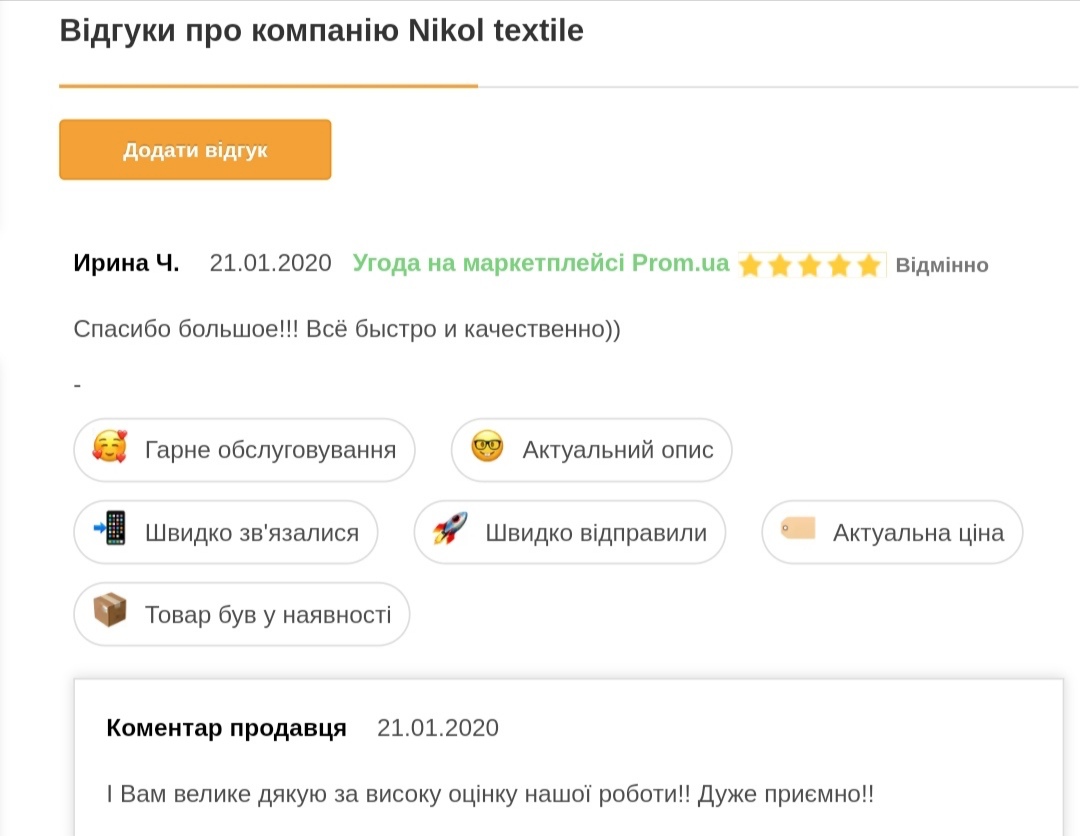 Відгуки про компанію Nikol textile
Додати відгук
Ирина Ч. 21.01.2020 Угода на маркетплейсі Prom.ua Відмінно
Спасибо большое!!! Всё быстро и качественно))
-
Гарне обслуговування Актуальний опис
Швидко зв'язалися Швидко відправили Актуальна ціна
Товар був у наявності
Коментар продавця 21.01.2020
І Вам велике дякую за високу оцінку нашої роботи!! Дуже приємно!!